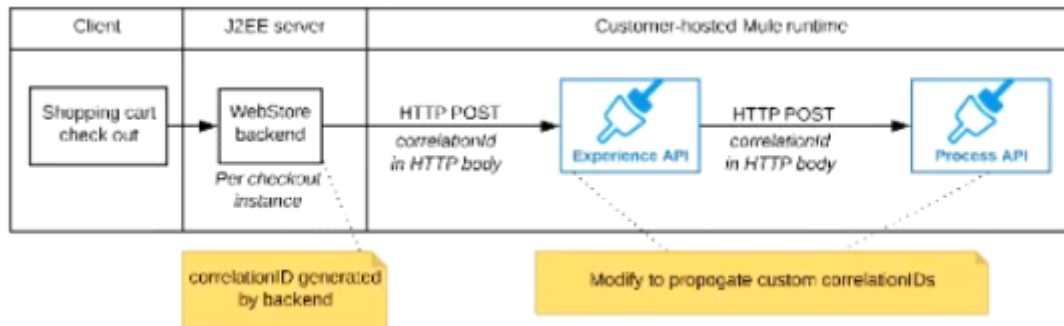 Client
J2EE server
Customer-hosted Mule runtime
Shopping cart
check out
WebStore
backend
Per checkout
instance
HTTP POST
correlationId
in HTTP body
Experience API
HTTP POST
correlationId
in HTTP body
Process API
correlationID generated
by backend
Modify to propogate custom correlationIDs